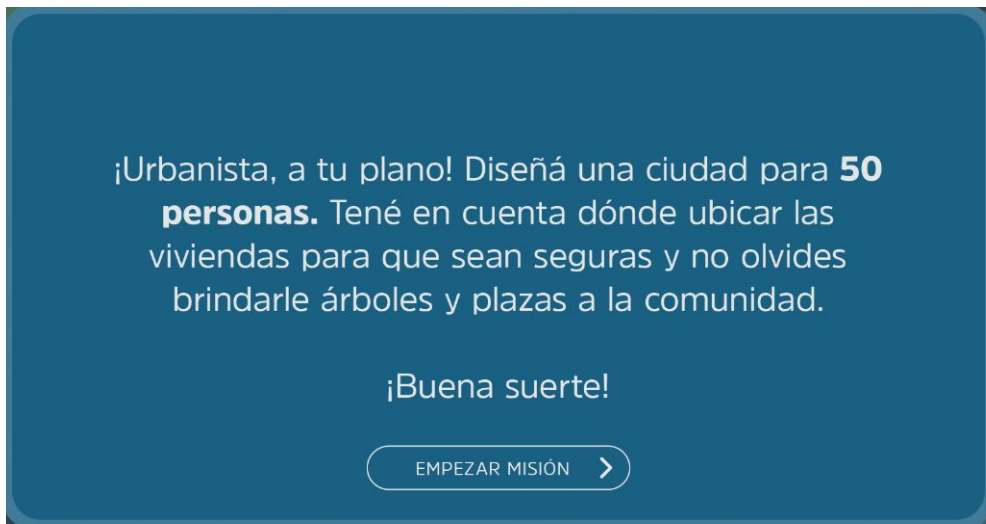 ¡Urbanista, a tu plano! Diseñá una ciudad para 50
personas. Tené en cuenta dónde ubicar las
viviendas para que sean seguras y no olvides
brindarle árboles y plazas a la comunidad.
¡Buena suerte!
EMPEZAR MISIÓN